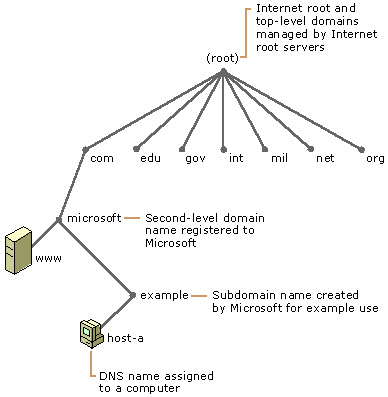 Internet root and
top-level domains
managed by Internet
root servers
(root)
com edu gov int mil net org
microsoft
Second-level domain
name registered to
Microsoft
www
example
Subdomain name created
by Microsoft for example use
host-a
DNS name assigned
to a computer